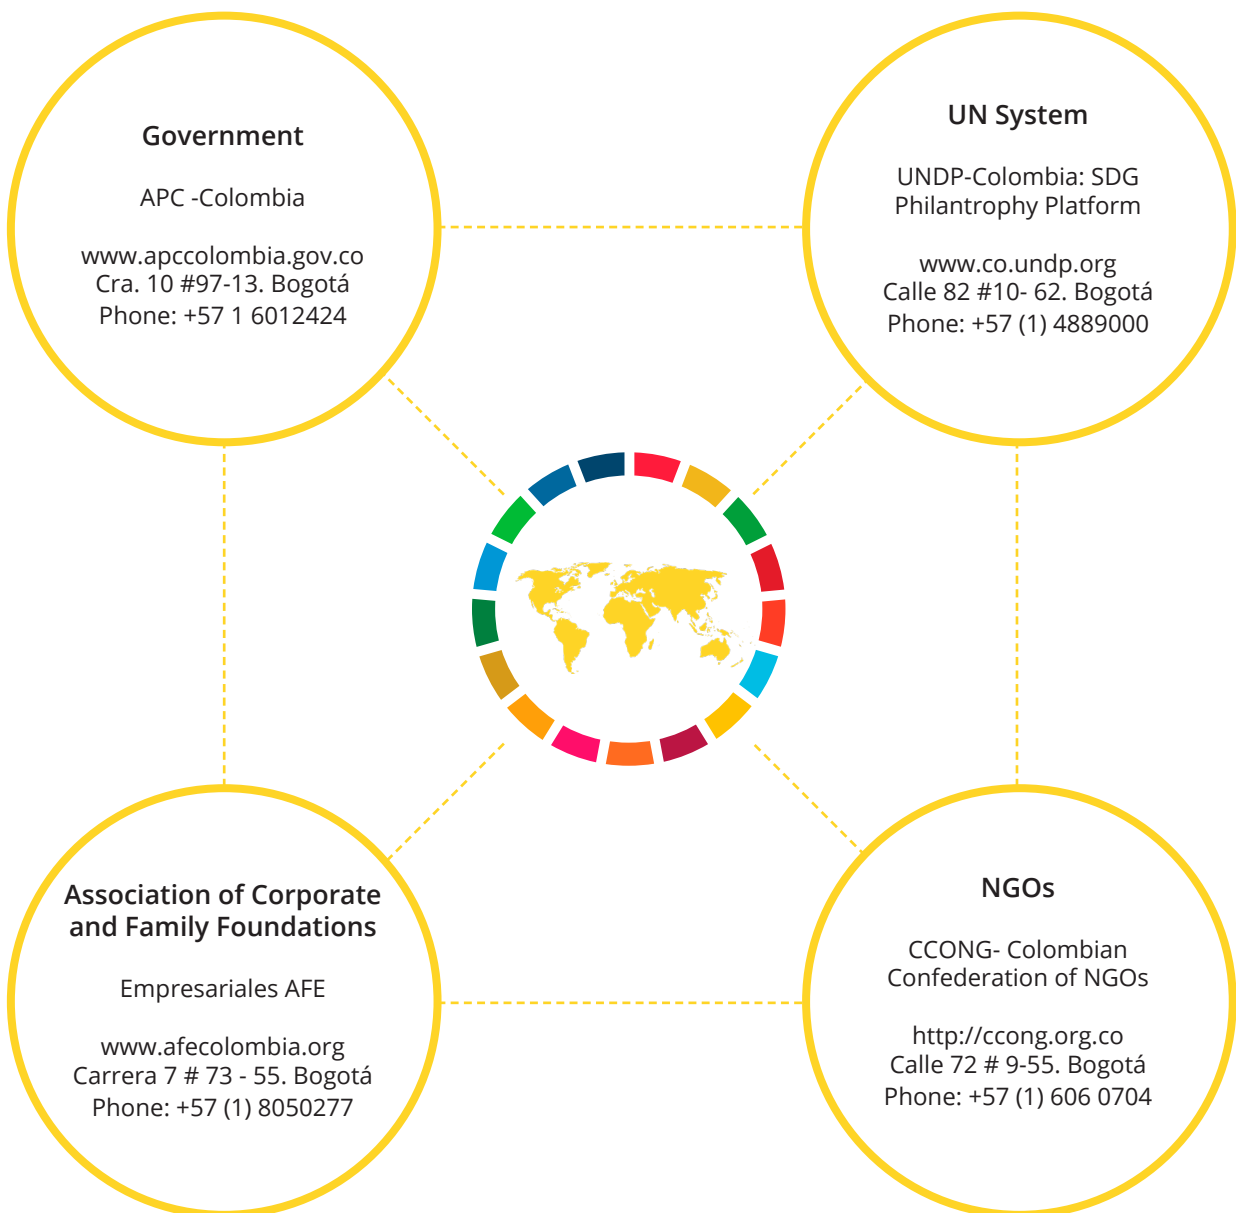 Government
APC -Colombia
www.apccolombia.gov.co
Cra. 10 #97-13. Bogotá
Phone: +57 1 6012424
UN System
UNDP-Colombia: SDG
Philantrophy Platform
www.co.undp.org
Calle 82 #10- 62. Bogotá
Phone: +57 (1) 4889000
Association of Corporate
and Family Foundations
Empresariales AFE
www.afecolombia.org
Carrera 7 # 73 - 55. Bogotá
Phone: +57 (1) 8050277
NGOs
CCONG- Colombian
Confederation of NGOs
http://ccong.org.co
Calle 72 # 9-55. Bogotá
Phone: +57 (1) 606 0704